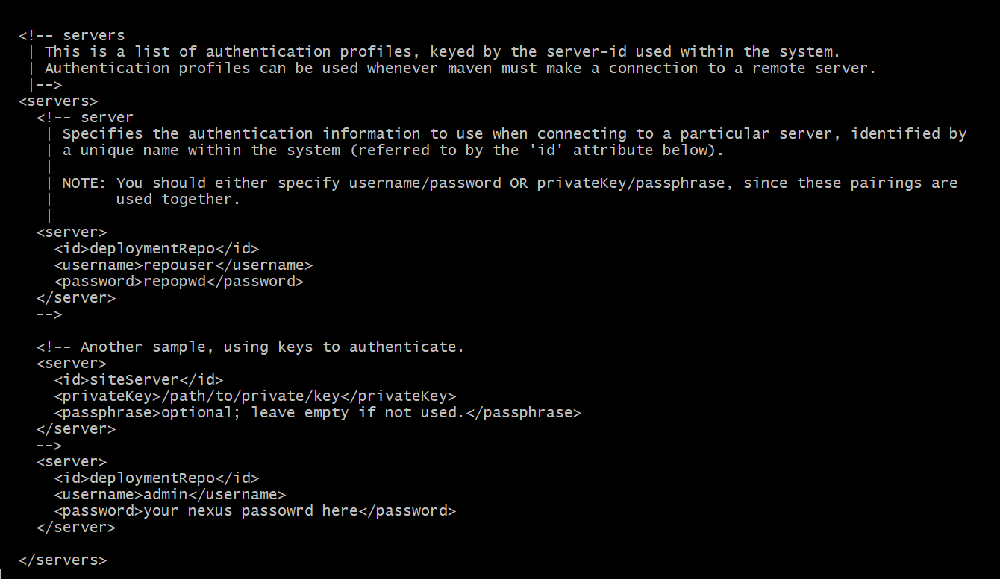 <!-- servers
 | This is a list of authentication profiles, keyed by the server-id used within the system.
 | Authentication profiles can be used whenever maven must make a connection to a remote server.
 |-->
<servers>
  <!-- server
   | Specifies the authentication information to use when connecting to a particular server, identified by
   | a unique name within the system (referred to by the 'id' attribute below).
   |
   | NOTE: You should either specify username/password OR privateKey/passphrase, since these pairings are
   |       used together.
   |
  <server>
    <id>deploymentRepo</id>
    <username>repouser</username>
    <password>repopwd</password>
  </server>
  -->

  <!-- Another sample, using keys to authenticate.
  <server>
    <id>siteServer</id>
    <privateKey>/path/to/private/key</privateKey>
    <passphrase>optional; leave empty if not used.</passphrase>
  </server>
  -->
  <server>
    <id>deploymentRepo</id>
    <username>admin</username>
    <password>your nexus passowrd here</password>
  </server>

</servers>